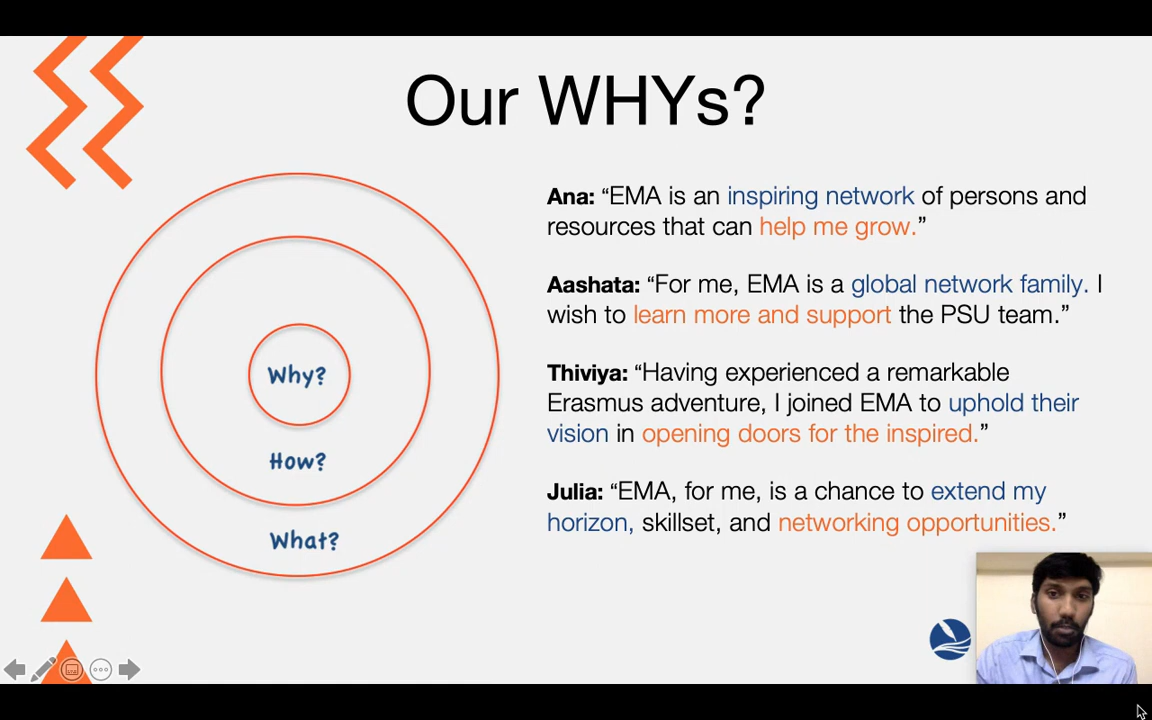 Our WHYs?
Why?
How?
What?
Ana: “EMA is an inspiring network of persons and
resources that can help me grow.”
Aashata: “For me, EMA is a global network family. I
wish to learn more and support the PSU team.”
Thiviya: “Having experienced a remarkable
Erasmus adventure, I joined EMA to uphold their
vision in opening doors for the inspired.”
Julia: “EMA, for me, is a chance to extend my
horizon, skillset, and networking opportunities.”